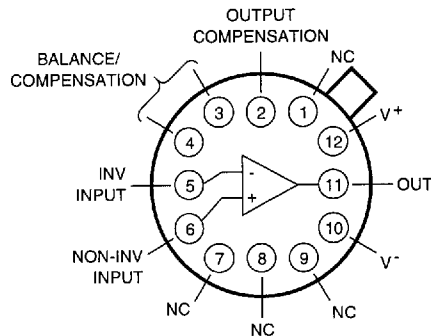 OUTPUT
COMPENSATION
BALANCE/
COMPENSATION
NC
V+
3
2
1
4
12
INV
INPUT
5
-
+
11
OUT
6
10
NON-INV
INPUT
7
8
9
V-
NC
NC
NC